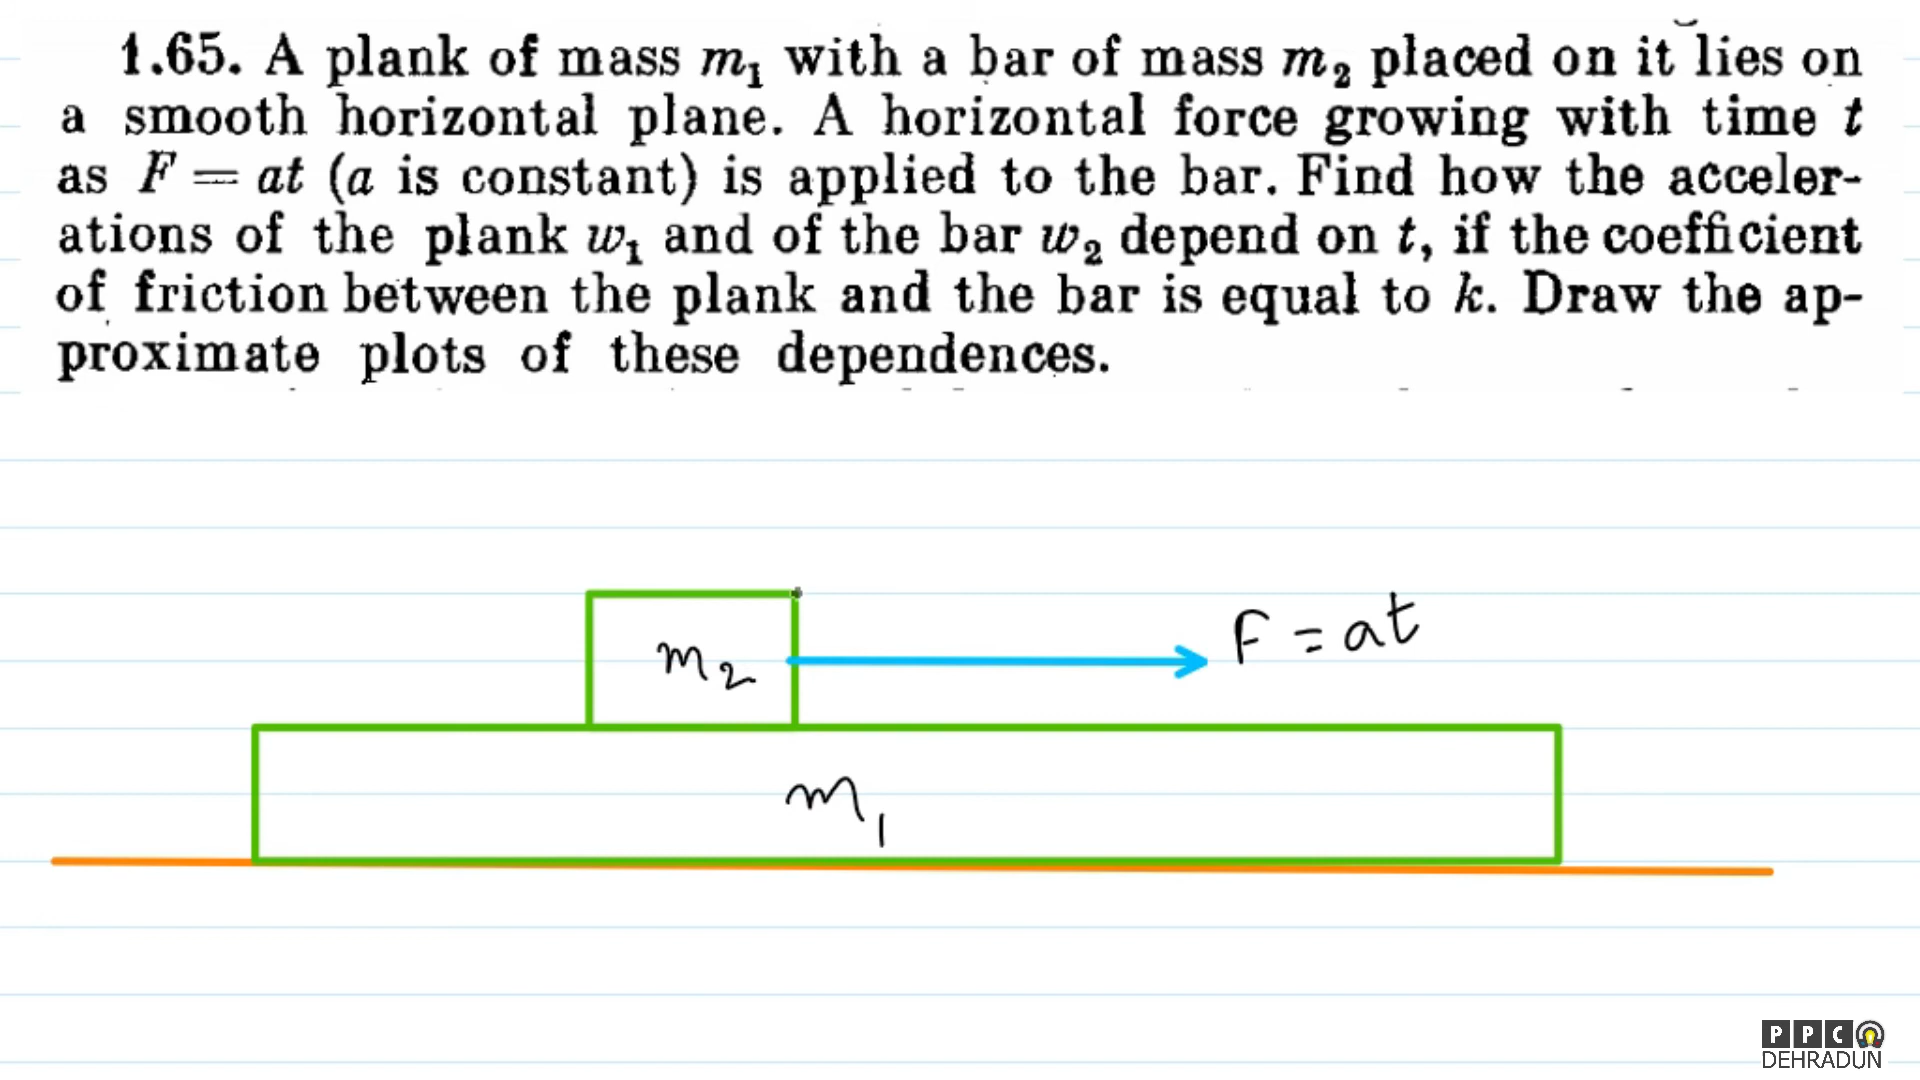 1.65. A plank of mass m₁ with a bar of mass m₂ placed on it lies on
a smooth horizontal plane. A horizontal force growing with time t
as F = at (a is constant) is applied to the bar. Find how the acceler-
ations of the plank w₁ and of the bar w₂ depend on t, if the coefficient
of friction between the plank and the bar is equal to k. Draw the ap-
proximate plots of these dependences.
m₂
F = at
m₁
PPC
DEHRADUN